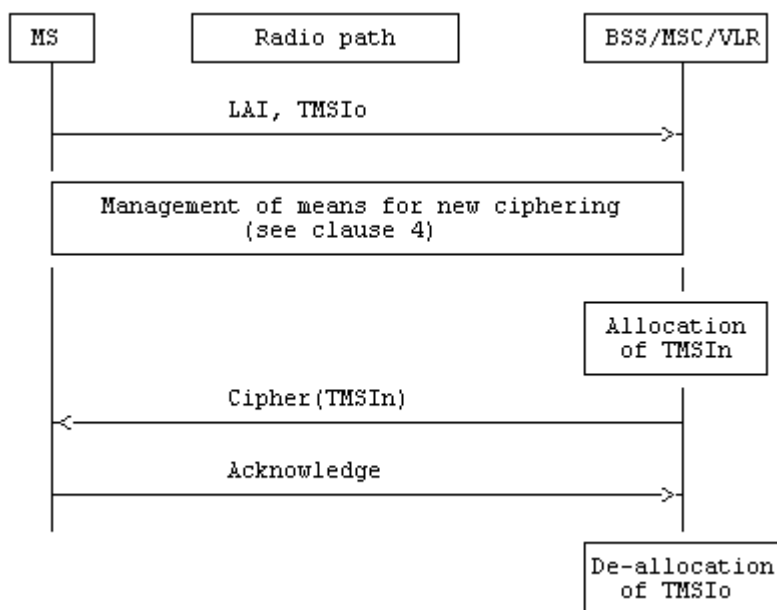 MS
Radio path
BSS/MSC/VLR
LAI, TMSIo
Management of means for new ciphering
(see clause 4)
Allocation
of TMSIn
Cipher(TMSIn)
Acknowledge
De-allocation
of TMSIo